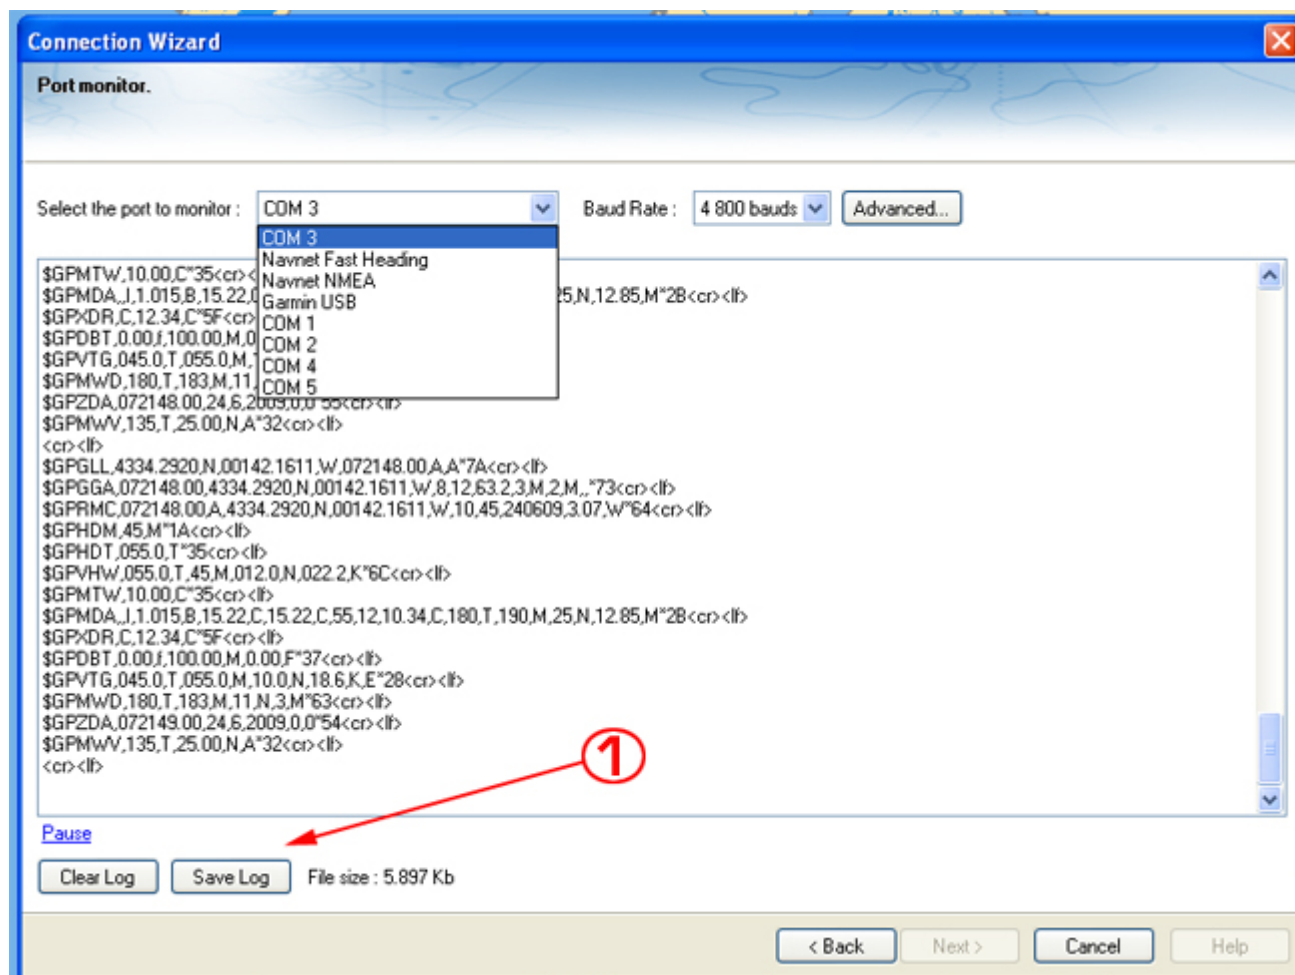 Connection Wizard
Port monitor.
Select the port to monitor : COM 3 Baud Rate : 4 800 bauds Advanced...
COM 3
Navnet Fast Heading
Navnet NMEA
Garmin USB
COM 1
COM 2
COM 4
COM 5
$GPMTW,10.00,C*35<cr><
$GPMDA,,I,1.015,B,15.22, 25,N,12.85,M*2B<cr><lf>
$GPXDR,C,12.34,C*5F<cr>
$GPDBT,0.00,f,100.00,M,0
$GPVTG,045.0,T,055.0,M,
$GPMWD,180,T,183,M,11,
$GPZDA,072148.00,24,6,2009,0,0*55<cr><lf>
$GPMWV,135,T,25.00,N,A*32<cr><lf>
<cr><lf>
$GPGLL,4334.2920,N,00142.1611,W,072148.00,A,A*7A<cr><lf>
$GPGGA,072148.00,4334.2920,N,00142.1611,W,8,12,63.2,3,M,2,M,,*73<cr><lf>
$GPRMC,072148.00,A,4334.2920,N,00142.1611,W,10,45,240609,3.07,W*64<cr><lf>
$GPHDM,45,M*1A<cr><lf>
$GPHDT,055.0,T*35<cr><lf>
$GPVHW,055.0,T,45,M,012.0,N,022.2,K*6C<cr><lf>
$GPMTW,10.00,C*35<cr><lf>
$GPMDA,,I,1.015,B,15.22,C,15.22,C,55,12,10.34,C,180,T,190,M,25,N,12.85,M*2B<cr><lf>
$GPXDR,C,12.34,C*5F<cr><lf>
$GPDBT,0.00,f,100.00,M,0.00,F*37<cr><lf>
$GPVTG,045.0,T,055.0,M,10.0,N,18.6,K,E*28<cr><lf>
$GPMWD,180,T,183,M,11,N,3,M*63<cr><lf>
$GPZDA,072149.00,24,6,2009,0,0*54<cr><lf>
$GPMWV,135,T,25.00,N,A*32<cr><lf>
<cr><lf>
1
Pause
Clear Log Save Log File size : 5.897 Kb
< Back Next > Cancel Help